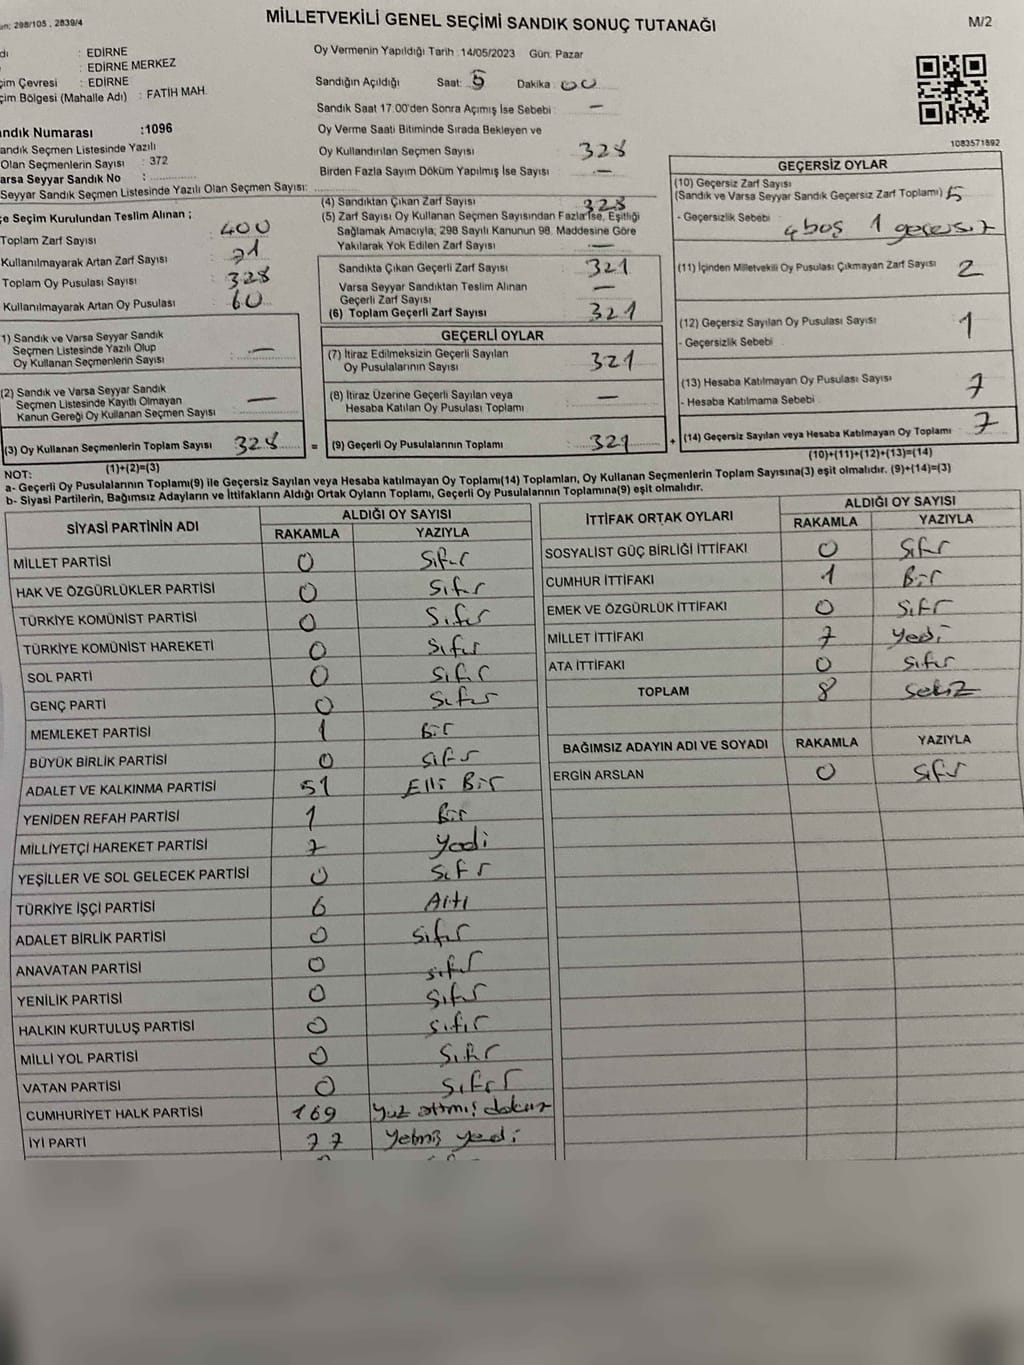 MİLLETVEKİLİ GENEL SEÇİMİ SANDIK SONUÇ TUTANAĞI
M/2
298/105 , 2839/4
: EDİRNE
: EDİRNE MERKEZ
çim Çevresi : EDİRNE
çim Bölgesi (Mahalle Adı) : FATİH MAH.
Oy Vermenin Yapıldığı Tarih :14/05/2023 Gün: Pazar
Sandığın Açıldığı Saat: 5 Dakika : 00
Sandık Saat 17.00'den Sonra Açımış İse Sebebi : –
Oy Verme Saati Bitiminde Sırada Bekleyen ve
Oy Kullandırılan Seçmen Sayısı 328
Birden Fazla Sayım Döküm Yapılmış İse Sayısı –
1083571892
andık Numarası :1096
andık Seçmen Listesinde Yazılı
Olan Seçmenlerin Sayısı : 372
arsa Seyyar Sandık No :
Seyyar Sandık Seçmen Listesinde Yazılı Olan Seçmen Sayısı:
çe Seçim Kurulundan Teslim Alınan ;
Toplam Zarf Sayısı : 400
Kullanılmayarak Artan Zarf Sayısı : 71
Toplam Oy Pusulası Sayısı : 328
Kullanılmayarak Artan Oy Pusulası : 60
(4) Sandıktan Çıkan Zarf Sayısı : 328
(5) Zarf Sayısı Oy Kullanan Seçmen Sayısından Fazla İse, Eşitliği
Sağlamak Amacıyla; 298 Sayılı Kanunun 98. Maddesine Göre
Yakılarak Yok Edilen Zarf Sayısı –
Sandıkta Çıkan Geçerli Zarf Sayısı : 321
Varsa Seyyar Sandıktan Teslim Alınan
Geçerli Zarf Sayısı –
(6) Toplam Geçerli Zarf Sayısı : 321
GEÇERSİZ OYLAR
(10) Geçersiz Zarf Sayısı
(Sandık ve Varsa Seyyar Sandık Geçersiz Zarf Toplamı) 5
- Geçersizlik Sebebi : 4 boş 1 geçersiz
(11) İçinden Milletvekili Oy Pusulası Çıkmayan Zarf Sayısı : 2
(12) Geçersiz Sayılan Oy Pusulası Sayısı : 1
- Geçersizlik Sebebi :
(13) Hesaba Katılmayan Oy Pusulası Sayısı : 7
- Hesaba Katılmama Sebebi :
1) Sandık ve Varsa Seyyar Sandık
Seçmen Listesinde Yazılı Olup
Oy Kullanan Seçmenlerin Sayısı : –
(2) Sandık ve Varsa Seyyar Sandık
Seçmen Listesinde Kayıtlı Olmayan
Kanun Gereği Oy Kullanan Seçmen Sayısı : –
GEÇERLİ OYLAR
(7) İtiraz Edilmeksizin Geçerli Sayılan
Oy Pusulalarının Sayısı : 321
(8) İtiraz Üzerine Geçerli Sayılan veya
Hesaba Katılan Oy Pusulası Toplamı : –
(3) Oy Kullanan Seçmenlerin Toplam Sayısı 328 = (9) Geçerli Oy Pusulalarının Toplamı : 321 + (14) Geçersiz Sayılan veya Hesaba Katılmayan Oy Toplamı : 7
(1)+(2)=(3)
(10)+(11)+(12)+(13)=(14)
NOT:
a- Geçerli Oy Pusulalarının Toplamı(9) ile Geçersiz Sayılan veya Hesaba katılmayan Oy Toplamı(14) Toplamları, Oy Kullanan Seçmenlerin Toplam Sayısına(3) eşit olmalıdır. (9)+(14)=(3)
b- Siyasi Partilerin, Bağımsız Adayların ve İttifakların Aldığı Ortak Oyların Toplamı, Geçerli Oy Pusulalarının Toplamına(9) eşit olmalıdır.
SİYASİ PARTİNİN ADI ALDIĞI OY SAYISI
RAKAMLA YAZIYLA
MİLLET PARTİSİ 0 Sıfır
HAK VE ÖZGÜRLÜKLER PARTİSİ 0 Sıfır
TÜRKİYE KOMÜNİST PARTİSİ 0 Sıfır
TÜRKİYE KOMÜNİST HAREKETİ 0 Sıfır
SOL PARTİ 0 Sıfır
GENÇ PARTİ 0 Sıfır
MEMLEKET PARTİSİ 1 Bir
BÜYÜK BİRLİK PARTİSİ 0 Sıfır
ADALET VE KALKINMA PARTİSİ 51 Elli Bir
YENİDEN REFAH PARTİSİ 1 Bir
MİLLİYETÇİ HAREKET PARTİSİ 7 Yedi
YEŞİLLER VE SOL GELECEK PARTİSİ 0 Sıfır
TÜRKİYE İŞÇİ PARTİSİ 6 Altı
ADALET BİRLİK PARTİSİ 0 Sıfır
ANAVATAN PARTİSİ 0 sıfır
YENİLİK PARTİSİ 0 Sıfır
HALKIN KURTULUŞ PARTİSİ 0 Sıfır
MİLLİ YOL PARTİSİ 0 Sıfır
VATAN PARTİSİ 0 Sıfır
CUMHURİYET HALK PARTİSİ 169 Yüz atmış dokuz
İYİ PARTİ 77 Yetmiş yedi
İTTİFAK ORTAK OYLARI ALDIĞI OY SAYISI
RAKAMLA YAZIYLA
SOSYALİST GÜÇ BİRLİĞİ İTTİFAKI 0 Sıfır
CUMHUR İTTİFAKI 1 Bir
EMEK VE ÖZGÜRLÜK İTTİFAKI 0 Sıfır
MİLLET İTTİFAKI 7 yedi
ATA İTTİFAKI 0 sıfır
TOPLAM 8 sekiz
BAĞIMSIZ ADAYIN ADI VE SOYADI RAKAMLA YAZIYLA
ERGİN ARSLAN 0 sıfır